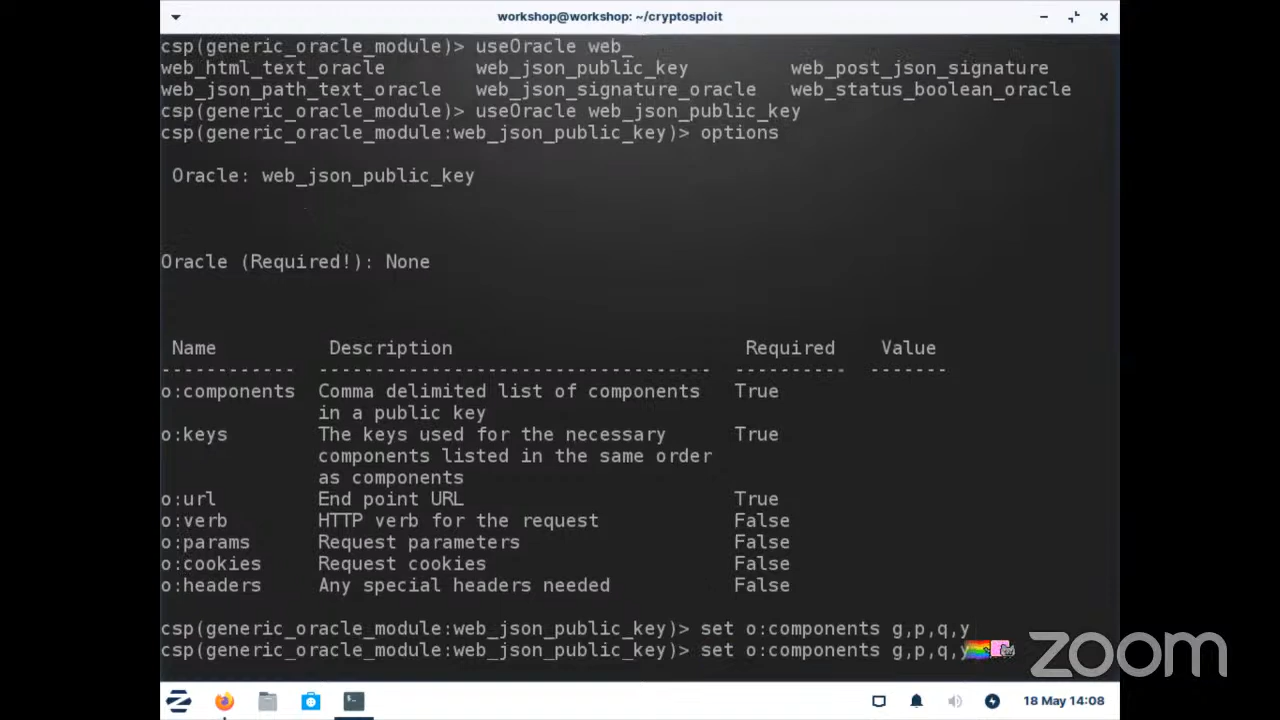 workshop@workshop: ~/cryptosploit
csp(generic_oracle_module)> useOracle web_
web_html_text_oracle web_json_public_key web_post_json_signature
web_json_path_text_oracle web_json_signature_oracle web_status_boolean_oracle
csp(generic_oracle_module)> useOracle web_json_public_key
csp(generic_oracle_module:web_json_public_key)> options
Oracle: web_json_public_key
Oracle (Required!): None
Name Description Required Value
------------ ----------------------------------- ---------- -------
o:components Comma delimited list of components True
in a public key
o:keys The keys used for the necessary True
components listed in the same order
as components
o:url End point URL True
o:verb HTTP verb for the request False
o:params Request parameters False
o:cookies Request cookies False
o:headers Any special headers needed False
csp(generic_oracle_module:web_json_public_key)> set o:components g,p,q,y
csp(generic_oracle_module:web_json_public_key)> set o:components g,p,q,y
zoom
18 May 14:08